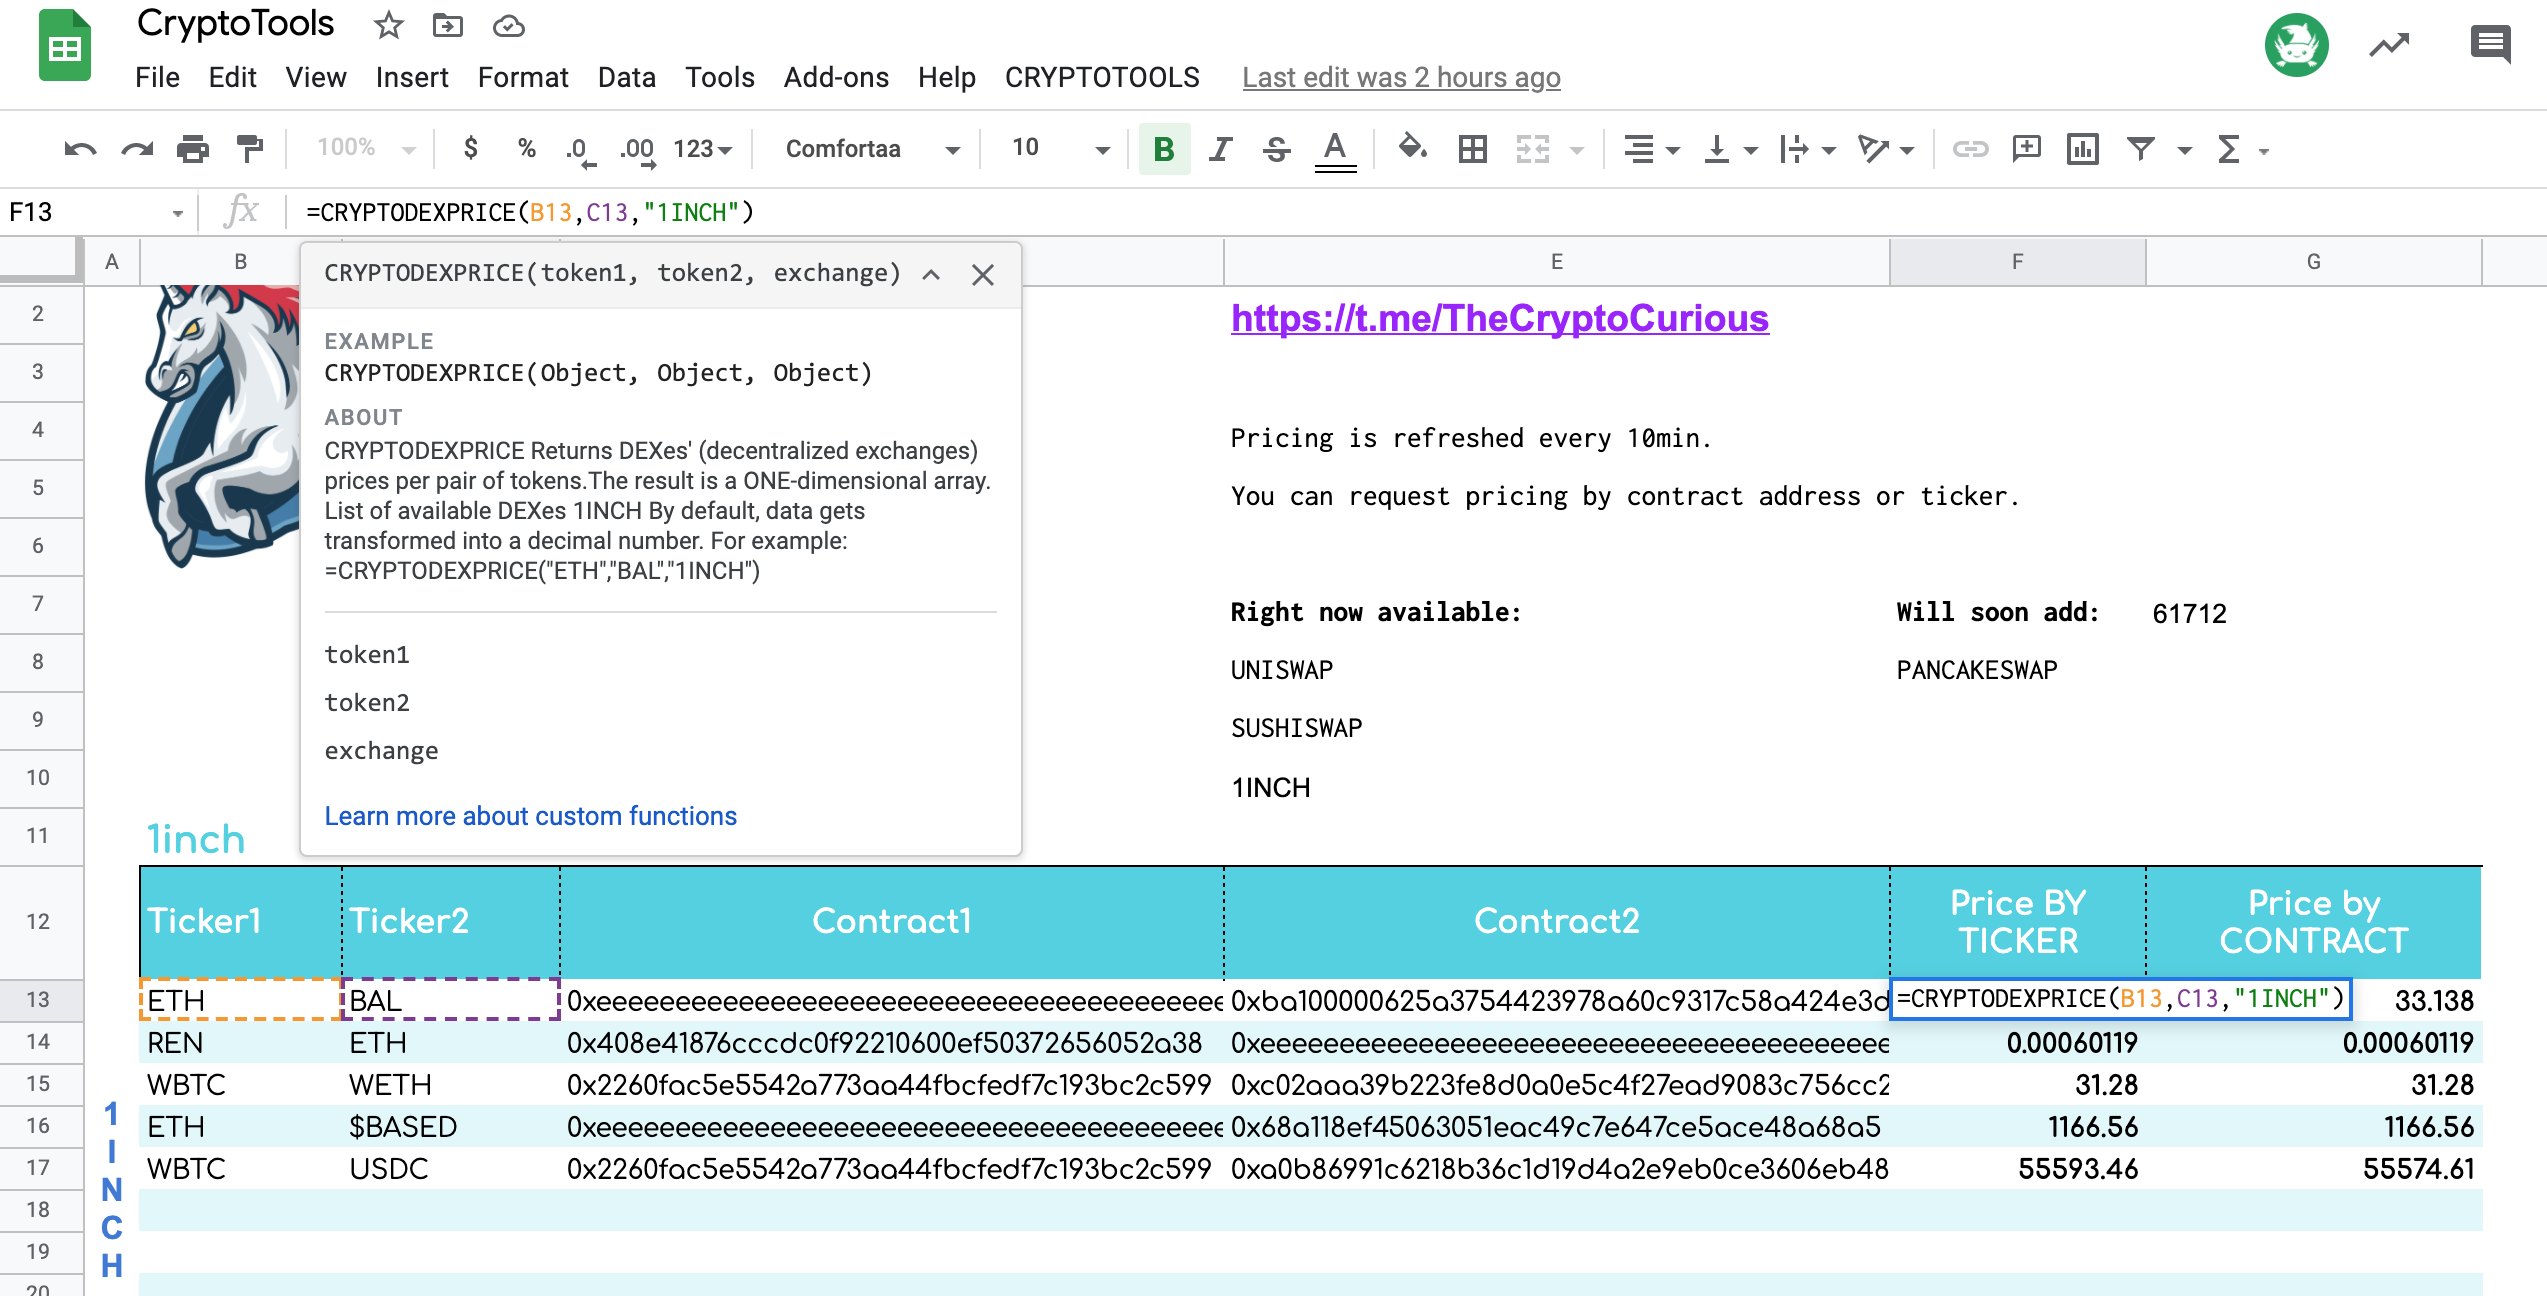 CryptoTools
File Edit View Insert Format Data Tools Add-ons Help CRYPTOTOOLS Last edit was 2 hours ago
100% $ % .0 .00 123 Comfortaa 10 B I S A
F13 fx =CRYPTODEXPRICE(B13,C13,"1INCH")
A B E F G
CRYPTODEXPRICE(token1, token2, exchange)
EXAMPLE
CRYPTODEXPRICE(Object, Object, Object)
ABOUT
CRYPTODEXPRICE Returns DEXes' (decentralized exchanges)
prices per pair of tokens.The result is a ONE-dimensional array.
List of available DEXes 1INCH By default, data gets
transformed into a decimal number. For example:
=CRYPTODEXPRICE("ETH","BAL","1INCH")
token1
token2
exchange
Learn more about custom functions
2 https://t.me/TheCryptoCurious
3
4 Pricing is refreshed every 10min.
5 You can request pricing by contract address or ticker.
6
7 Right now available: Will soon add: 61712
8 UNISWAP PANCAKESWAP
9 SUSHISWAP
10 1INCH
11 1inch
12 Ticker1 Ticker2 Contract1 Contract2 Price BY TICKER Price by CONTRACT
13 ETH BAL 0xeeeeeeeeeeeeeeeeeeeeeeeeeeeeeeeeeeeeee 0xba100000625a3754423978a60c9317c58a424e3d =CRYPTODEXPRICE(B13,C13,"1INCH") 33.138
14 REN ETH 0x408e41876cccdc0f92210600ef50372656052a38 0xeeeeeeeeeeeeeeeeeeeeeeeeeeeeeeeeeeeeee 0.00060119 0.00060119
15 WBTC WETH 0x2260fac5e5542a773aa44fbcfedf7c193bc2c599 0xc02aaa39b223fe8d0a0e5c4f27ead9083c756cc2 31.28 31.28
16 ETH $BASED 0xeeeeeeeeeeeeeeeeeeeeeeeeeeeeeeeeeeeeee 0x68a118ef45063051eac49c7e647ce5ace48a68a5 1166.56 1166.56
17 WBTC USDC 0x2260fac5e5542a773aa44fbcfedf7c193bc2c599 0xa0b86991c6218b36c1d19d4a2e9eb0ce3606eb48 55593.46 55574.61
18
19
20
1INCH